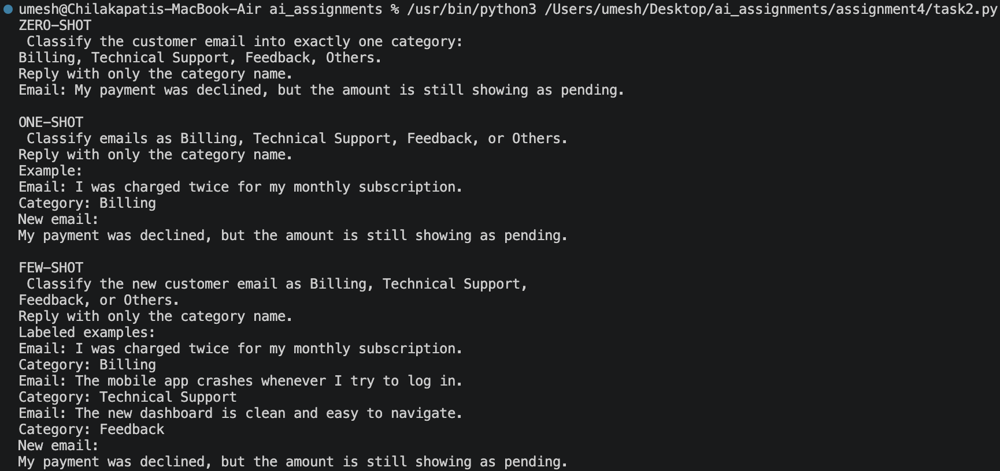 umesh@Chilakapatis-MacBook-Air ai_assignments % /usr/bin/python3 /Users/umesh/Desktop/ai_assignments/assignment4/task2.py
ZERO-SHOT
 Classify the customer email into exactly one category:
Billing, Technical Support, Feedback, Others.
Reply with only the category name.
Email: My payment was declined, but the amount is still showing as pending.

ONE-SHOT
 Classify emails as Billing, Technical Support, Feedback, or Others.
Reply with only the category name.
Example:
Email: I was charged twice for my monthly subscription.
Category: Billing
New email:
My payment was declined, but the amount is still showing as pending.

FEW-SHOT
 Classify the new customer email as Billing, Technical Support,
Feedback, or Others.
Reply with only the category name.
Labeled examples:
Email: I was charged twice for my monthly subscription.
Category: Billing
Email: The mobile app crashes whenever I try to log in.
Category: Technical Support
Email: The new dashboard is clean and easy to navigate.
Category: Feedback
New email:
My payment was declined, but the amount is still showing as pending.